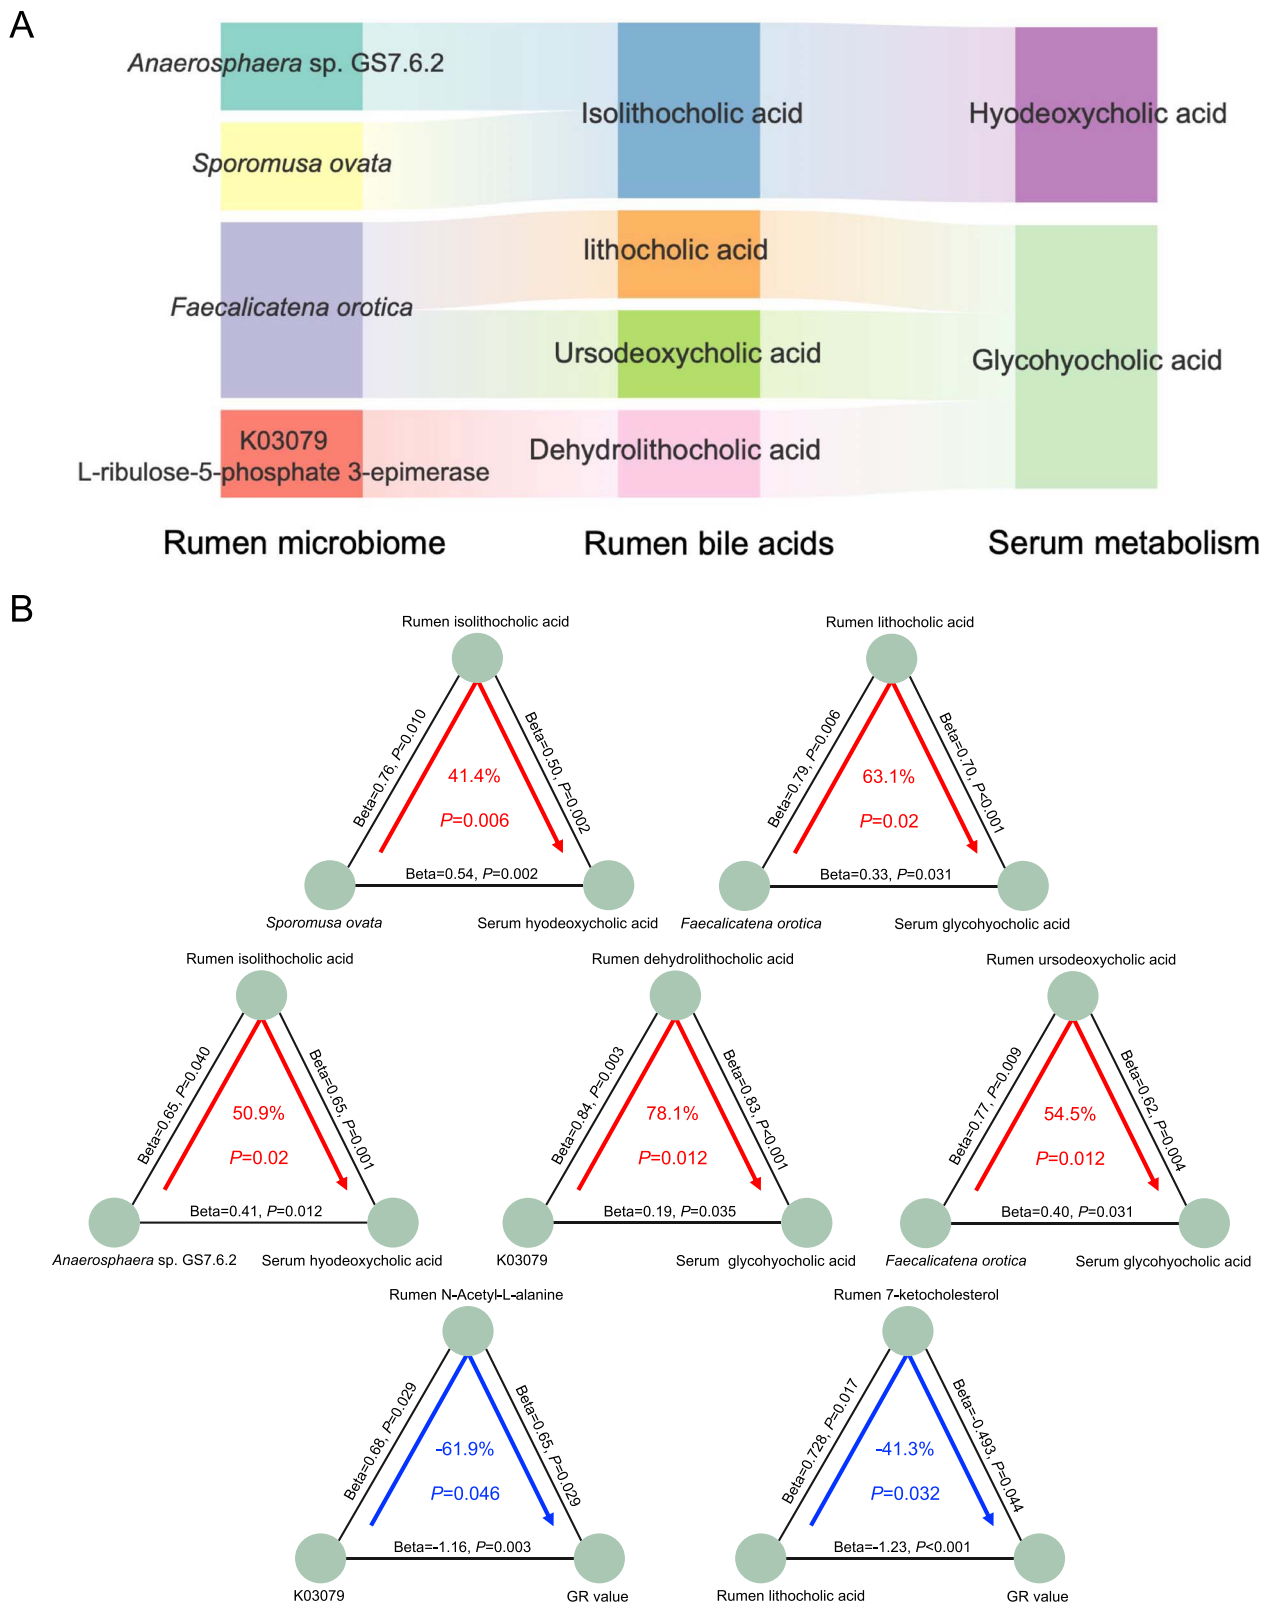 A
Anaerosphaera sp. GS7.6.2
Isolithocholic acid
Hyodeoxycholic acid
Sporomusa ovata
lithocholic acid
Faecalicatena orotica
Ursodeoxycholic acid
Glycohyocholic acid
K03079
L-ribulose-5-phosphate 3-epimerase
Dehydrolithocholic acid
Rumen microbiome
Rumen bile acids
Serum metabolism
B
Rumen isolithocholic acid
Beta=0.76, P=0.010
Beta=0.50, P=0.002
41.4%
P=0.006
Beta=0.54, P=0.002
Sporomusa ovata
Serum hyodeoxycholic acid
Rumen lithocholic acid
Beta=0.79, P=0.006
Beta=0.70, P<0.001
63.1%
P=0.02
Beta=0.33, P=0.031
Faecalicatena orotica
Serum glycohyocholic acid
Rumen isolithocholic acid
Beta=0.65, P=0.040
Beta=0.65, P=0.001
50.9%
P=0.02
Beta=0.41, P=0.012
Anaerosphaera sp. GS7.6.2
Serum hyodeoxycholic acid
Rumen dehydrolithocholic acid
Beta=0.84, P=0.003
Beta=0.83, P<0.001
78.1%
P=0.012
Beta=0.19, P=0.035
K03079
Serum glycohyocholic acid
Rumen ursodeoxycholic acid
Beta=0.77, P=0.009
Beta=0.62, P=0.004
54.5%
P=0.012
Beta=0.40, P=0.031
Faecalicatena orotica
Serum glycohyocholic acid
Rumen N-Acetyl-L-alanine
Beta=0.68, P=0.029
Beta=0.65, P=0.029
-61.9%
P=0.046
Beta=-1.16, P=0.003
K03079
GR value
Rumen 7-ketocholesterol
Beta=0.728, P=0.017
Beta=-0.493, P=0.044
-41.3%
P=0.032
Beta=-1.23, P<0.001
Rumen lithocholic acid
GR value